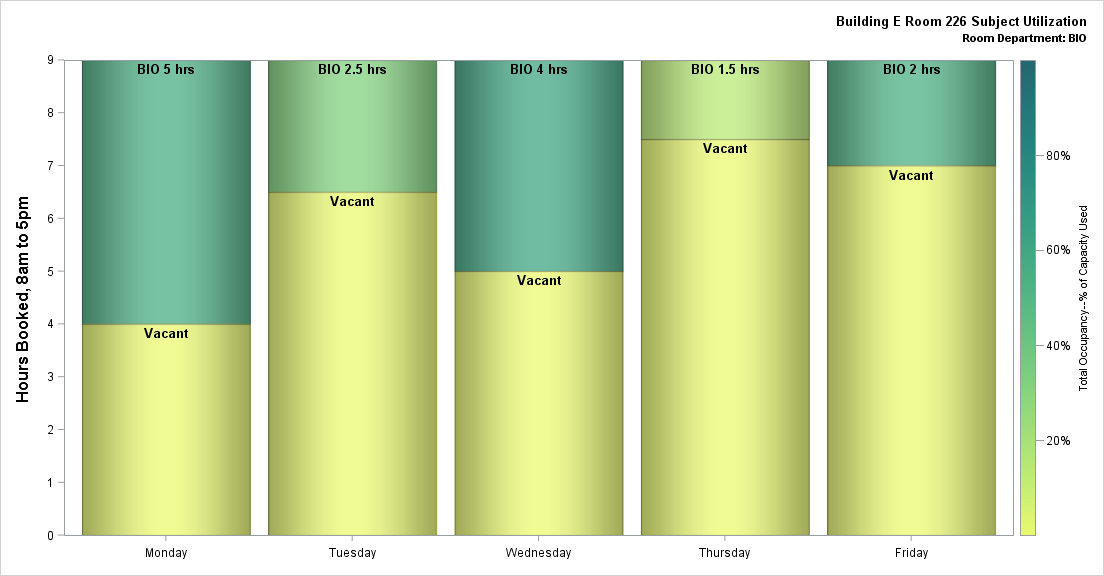 Building E Room 226 Subject Utilization
Room Department: BIO
Hours Booked, 8am to 5pm
9
8
7
6
5
4
3
2
1
0
BIO 5 hrs
Vacant
BIO 2.5 hrs
Vacant
BIO 4 hrs
Vacant
BIO 1.5 hrs
Vacant
BIO 2 hrs
Vacant
Monday
Tuesday
Wednesday
Thursday
Friday
80%
60%
40%
20%
Total Occupancy--% of Capacity Used